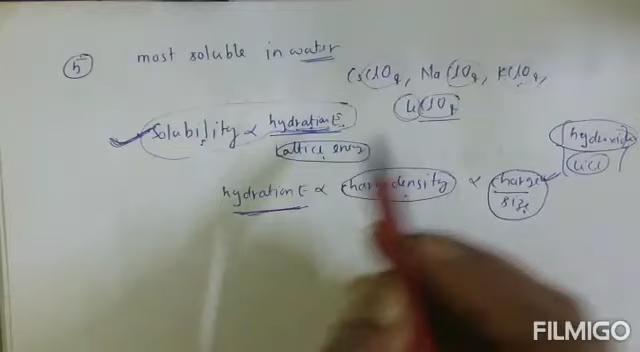 5 most soluble in water
CsClO4, NaClO4, KClO4,
LiClO4
Solubility ∝ hydration E.
lattice energy
hydration E ∝ charge density ∝ charge
size
hydroxide
LiCl
FILMIGO